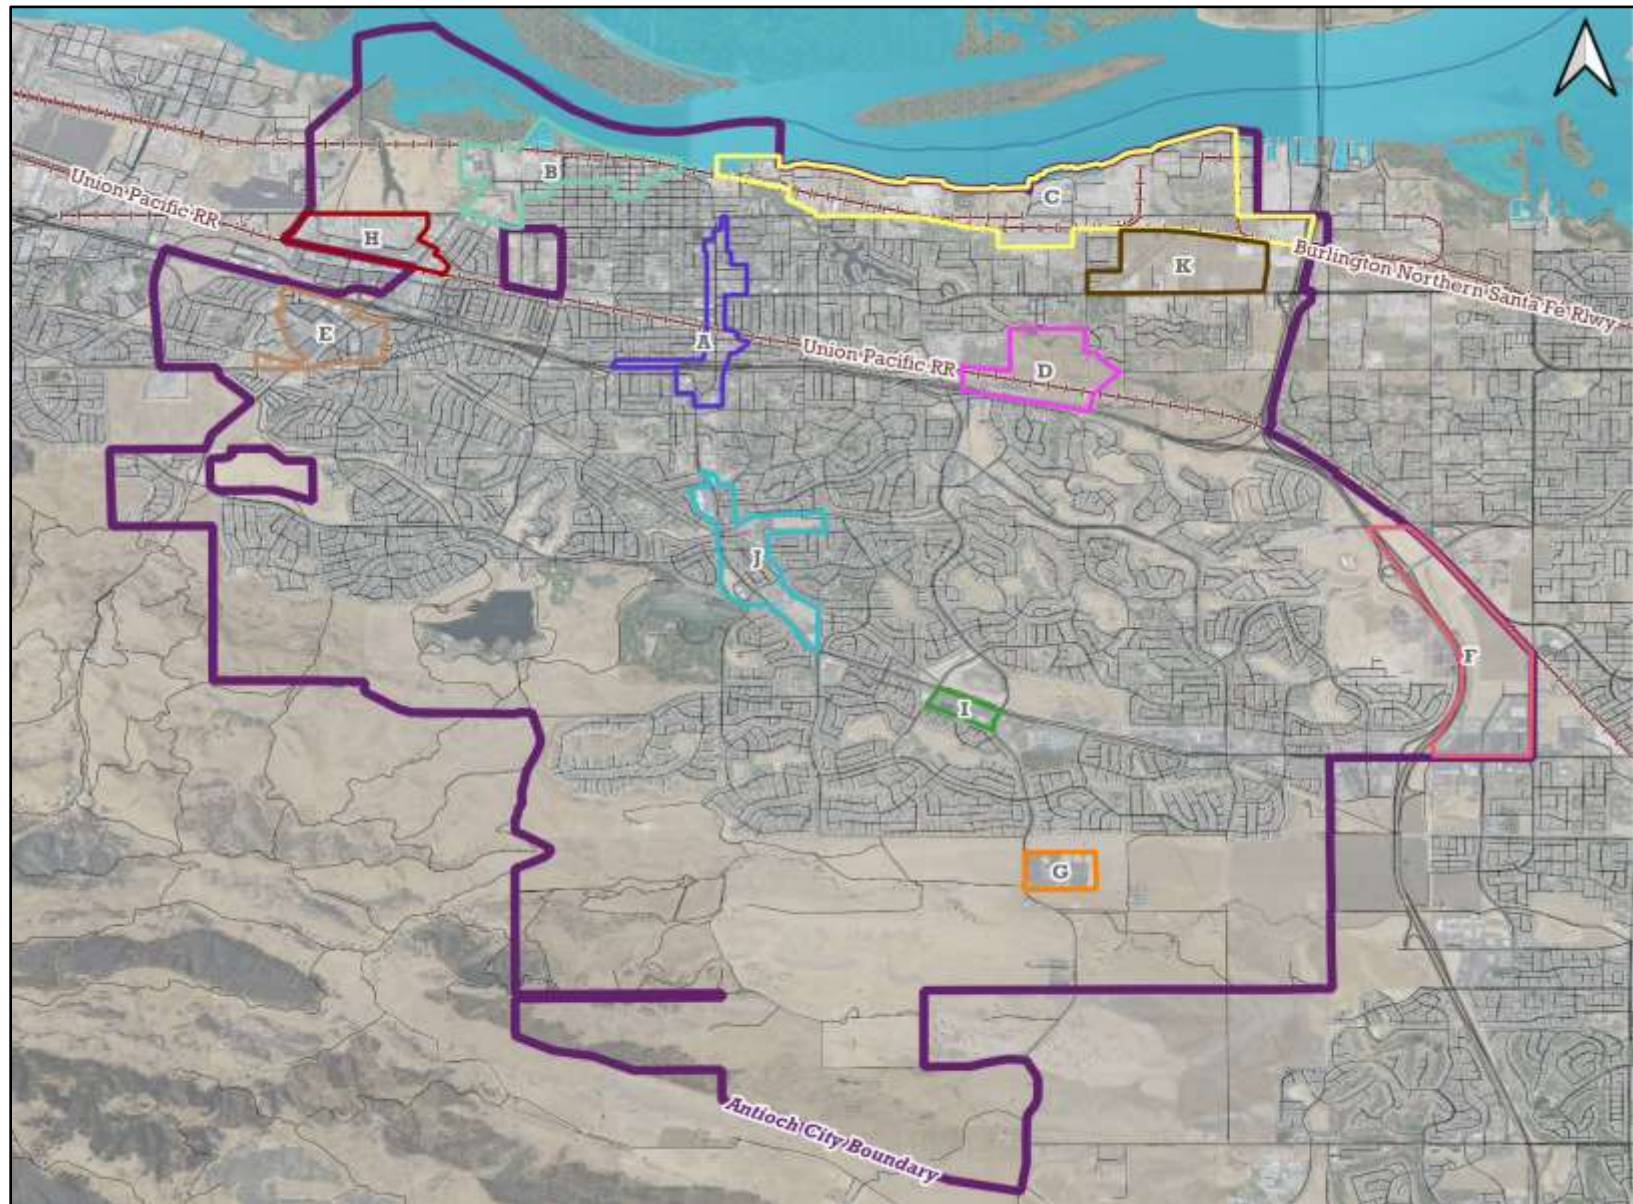 B
C
Union Pacific RR
H
K
Burlington Northern Santa Fe Rlwy
E
A
Union Pacific RR
D
J
F
I
G
Antioch City Boundary